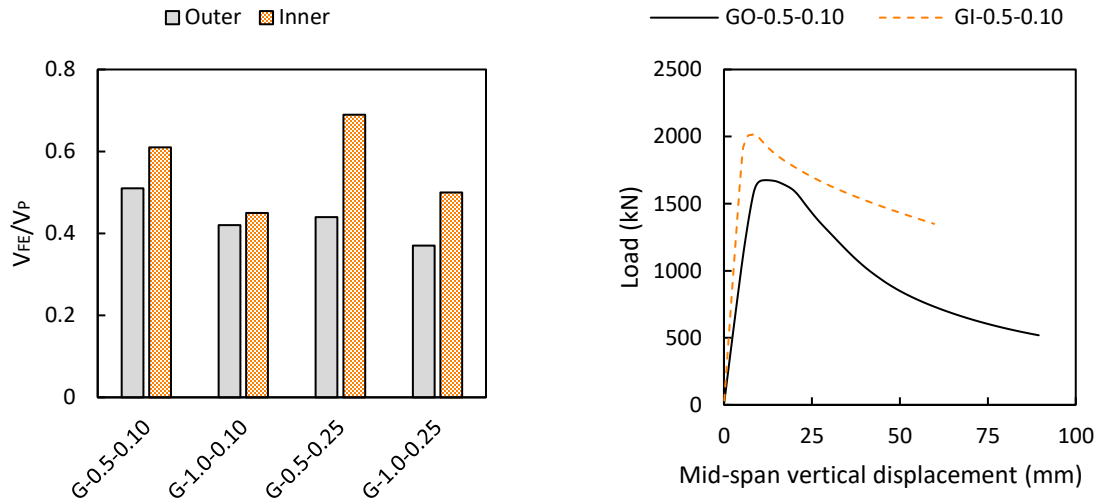 Outer Inner
0.8
0.6
0.4
0.2
0
VFE/VP
G-0.5-0.10
G-1.0-0.10
G-0.5-0.25
G-1.0-0.25
GO-0.5-0.10 GI-0.5-0.10
2500
2000
1500
1000
500
0
Load (kN)
0 25 50 75 100
Mid-span vertical displacement (mm)